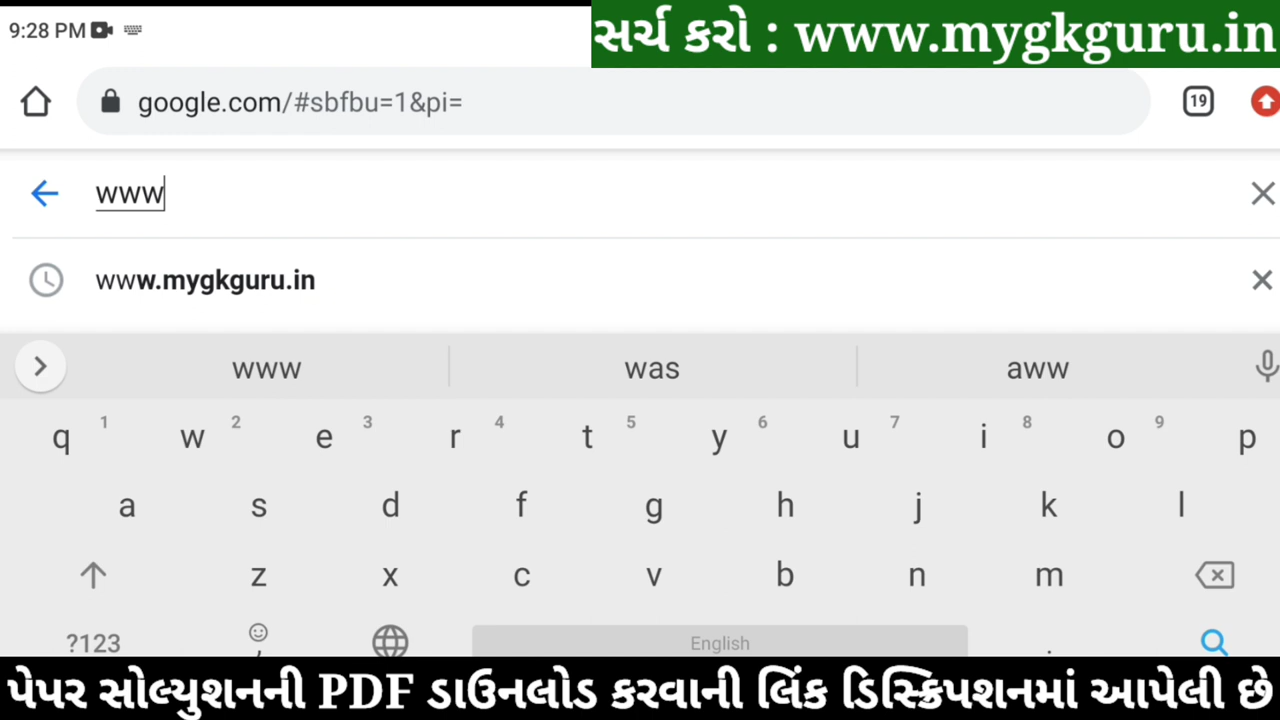 9:28 PM
સર્ચ કરો : www.mygkguru.in
google.com/#sbfbu=1&pi=
19
www
www.mygkguru.in
www was aww
q 1 w 2 e 3 r 4 t 5 y 6 u 7 i 8 o 9 p
a s d f g h j k l
z x c v b n m
?123 , English .
પેપર સોલ્યુશનની PDF ડાઉનલોડ કરવાની લિંક ડિસ્ક્રિપશનમાં આપેલી છે